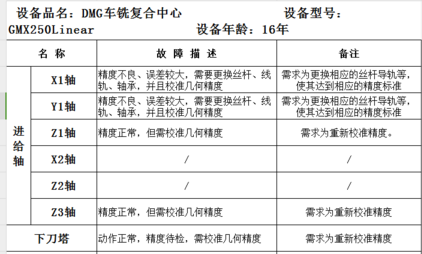 设备品名：DMG车铣复合中心 设备型号：
GMX250Linear 设备年龄：16年
名 称 故 障 描 述 备注
进给轴
X1轴 精度不良、误差较大，需要更换丝杆、线轨、轴承，并且校准几何精度 需求为更换相应的丝杆导轨等，使其达到相应的精度标准
Y1轴 精度不良、误差较大，需要更换丝杆、线轨、轴承，并且校准几何精度 需求为更换相应的丝杆导轨等，使其达到相应的精度标准
Z1轴 精度正常，但需校准几何精度 需求为重新校准精度。
X2轴 / /
Z2轴 / /
Z3轴 精度正常，但需校准几何精度 需求为重新校准精度
下刀塔 动作正常，精度待检，需校准几何精度 需求为重新校准精度